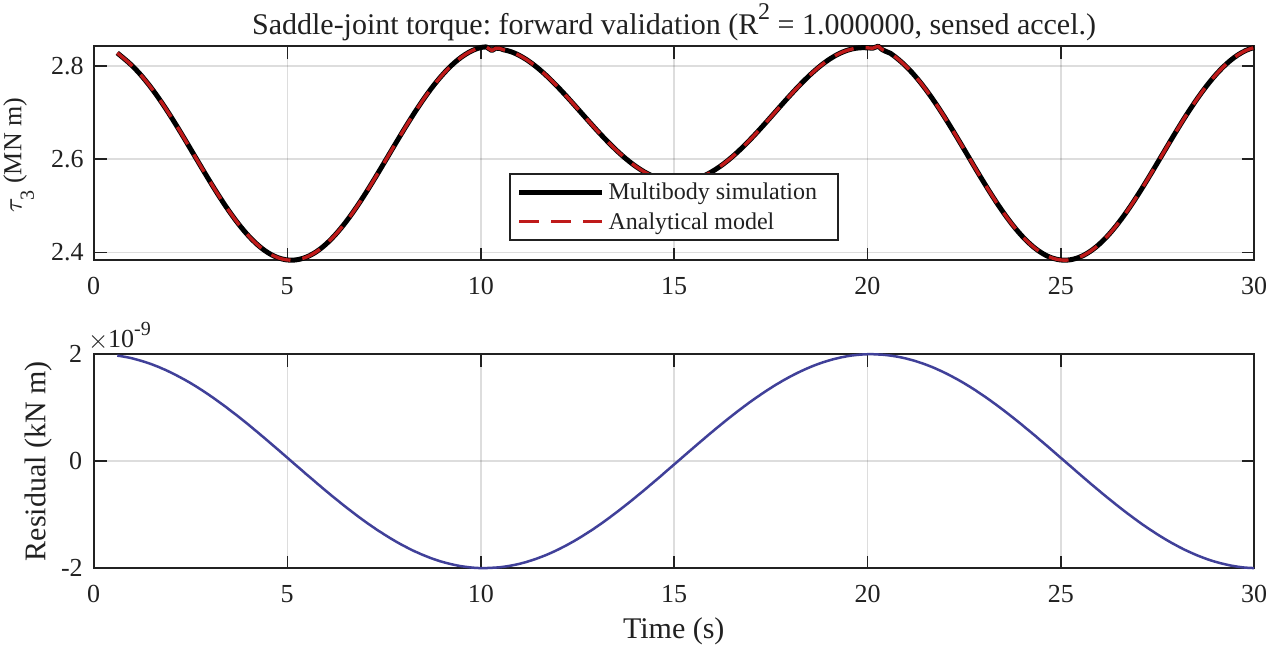 Saddle-joint torque: forward validation (R² = 1.000000, sensed accel.)
τ₃ (MN m)
2.8
2.6
2.4
Multibody simulation
Analytical model
0 5 10 15 20 25 30
×10⁻⁹
Residual (kN m)
2
0
-2
0 5 10 15 20 25 30
Time (s)